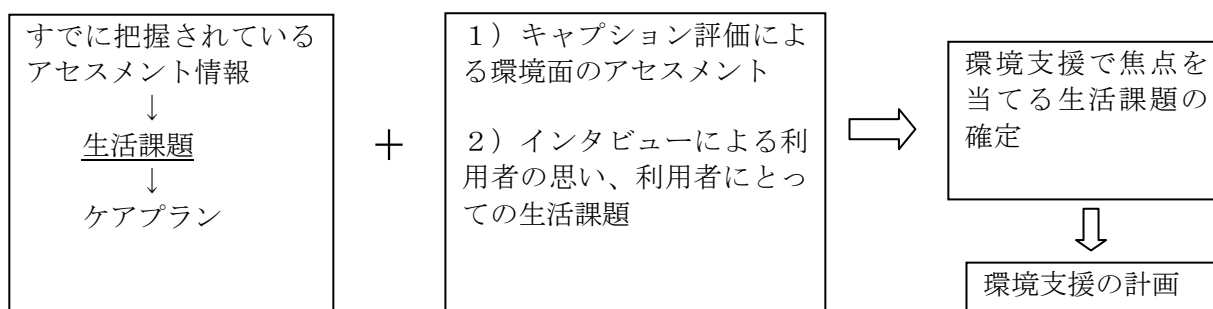 すでに把握されている
アセスメント情報
↓
生活課題
↓
ケアプラン
+
1)キャプション評価によ
る環境面のアセスメント
2)インタビューによる利
用者の思い、利用者にとっ
ての生活課題
環境支援で焦点を
当てる生活課題の
確定
環境支援の計画